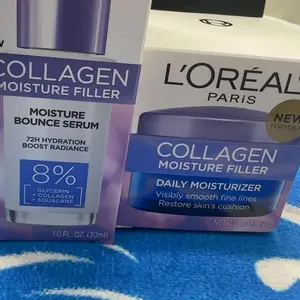 COLLAGEN
MOISTURE FILLER
MOISTURE
BOUNCE SERUM
72H HYDRATION
BOOST RADIANCE
8%
GLYCERIN
+ COLLAGEN +
SQUALANE
1.0 FL. OZ. (30ml)
L'ORÉAL
PARIS
NEW
COLLAGEN
MOISTURE FILLER
DAILY MOISTURIZER
Visibly smooth fine lines
Restore skin's cushion